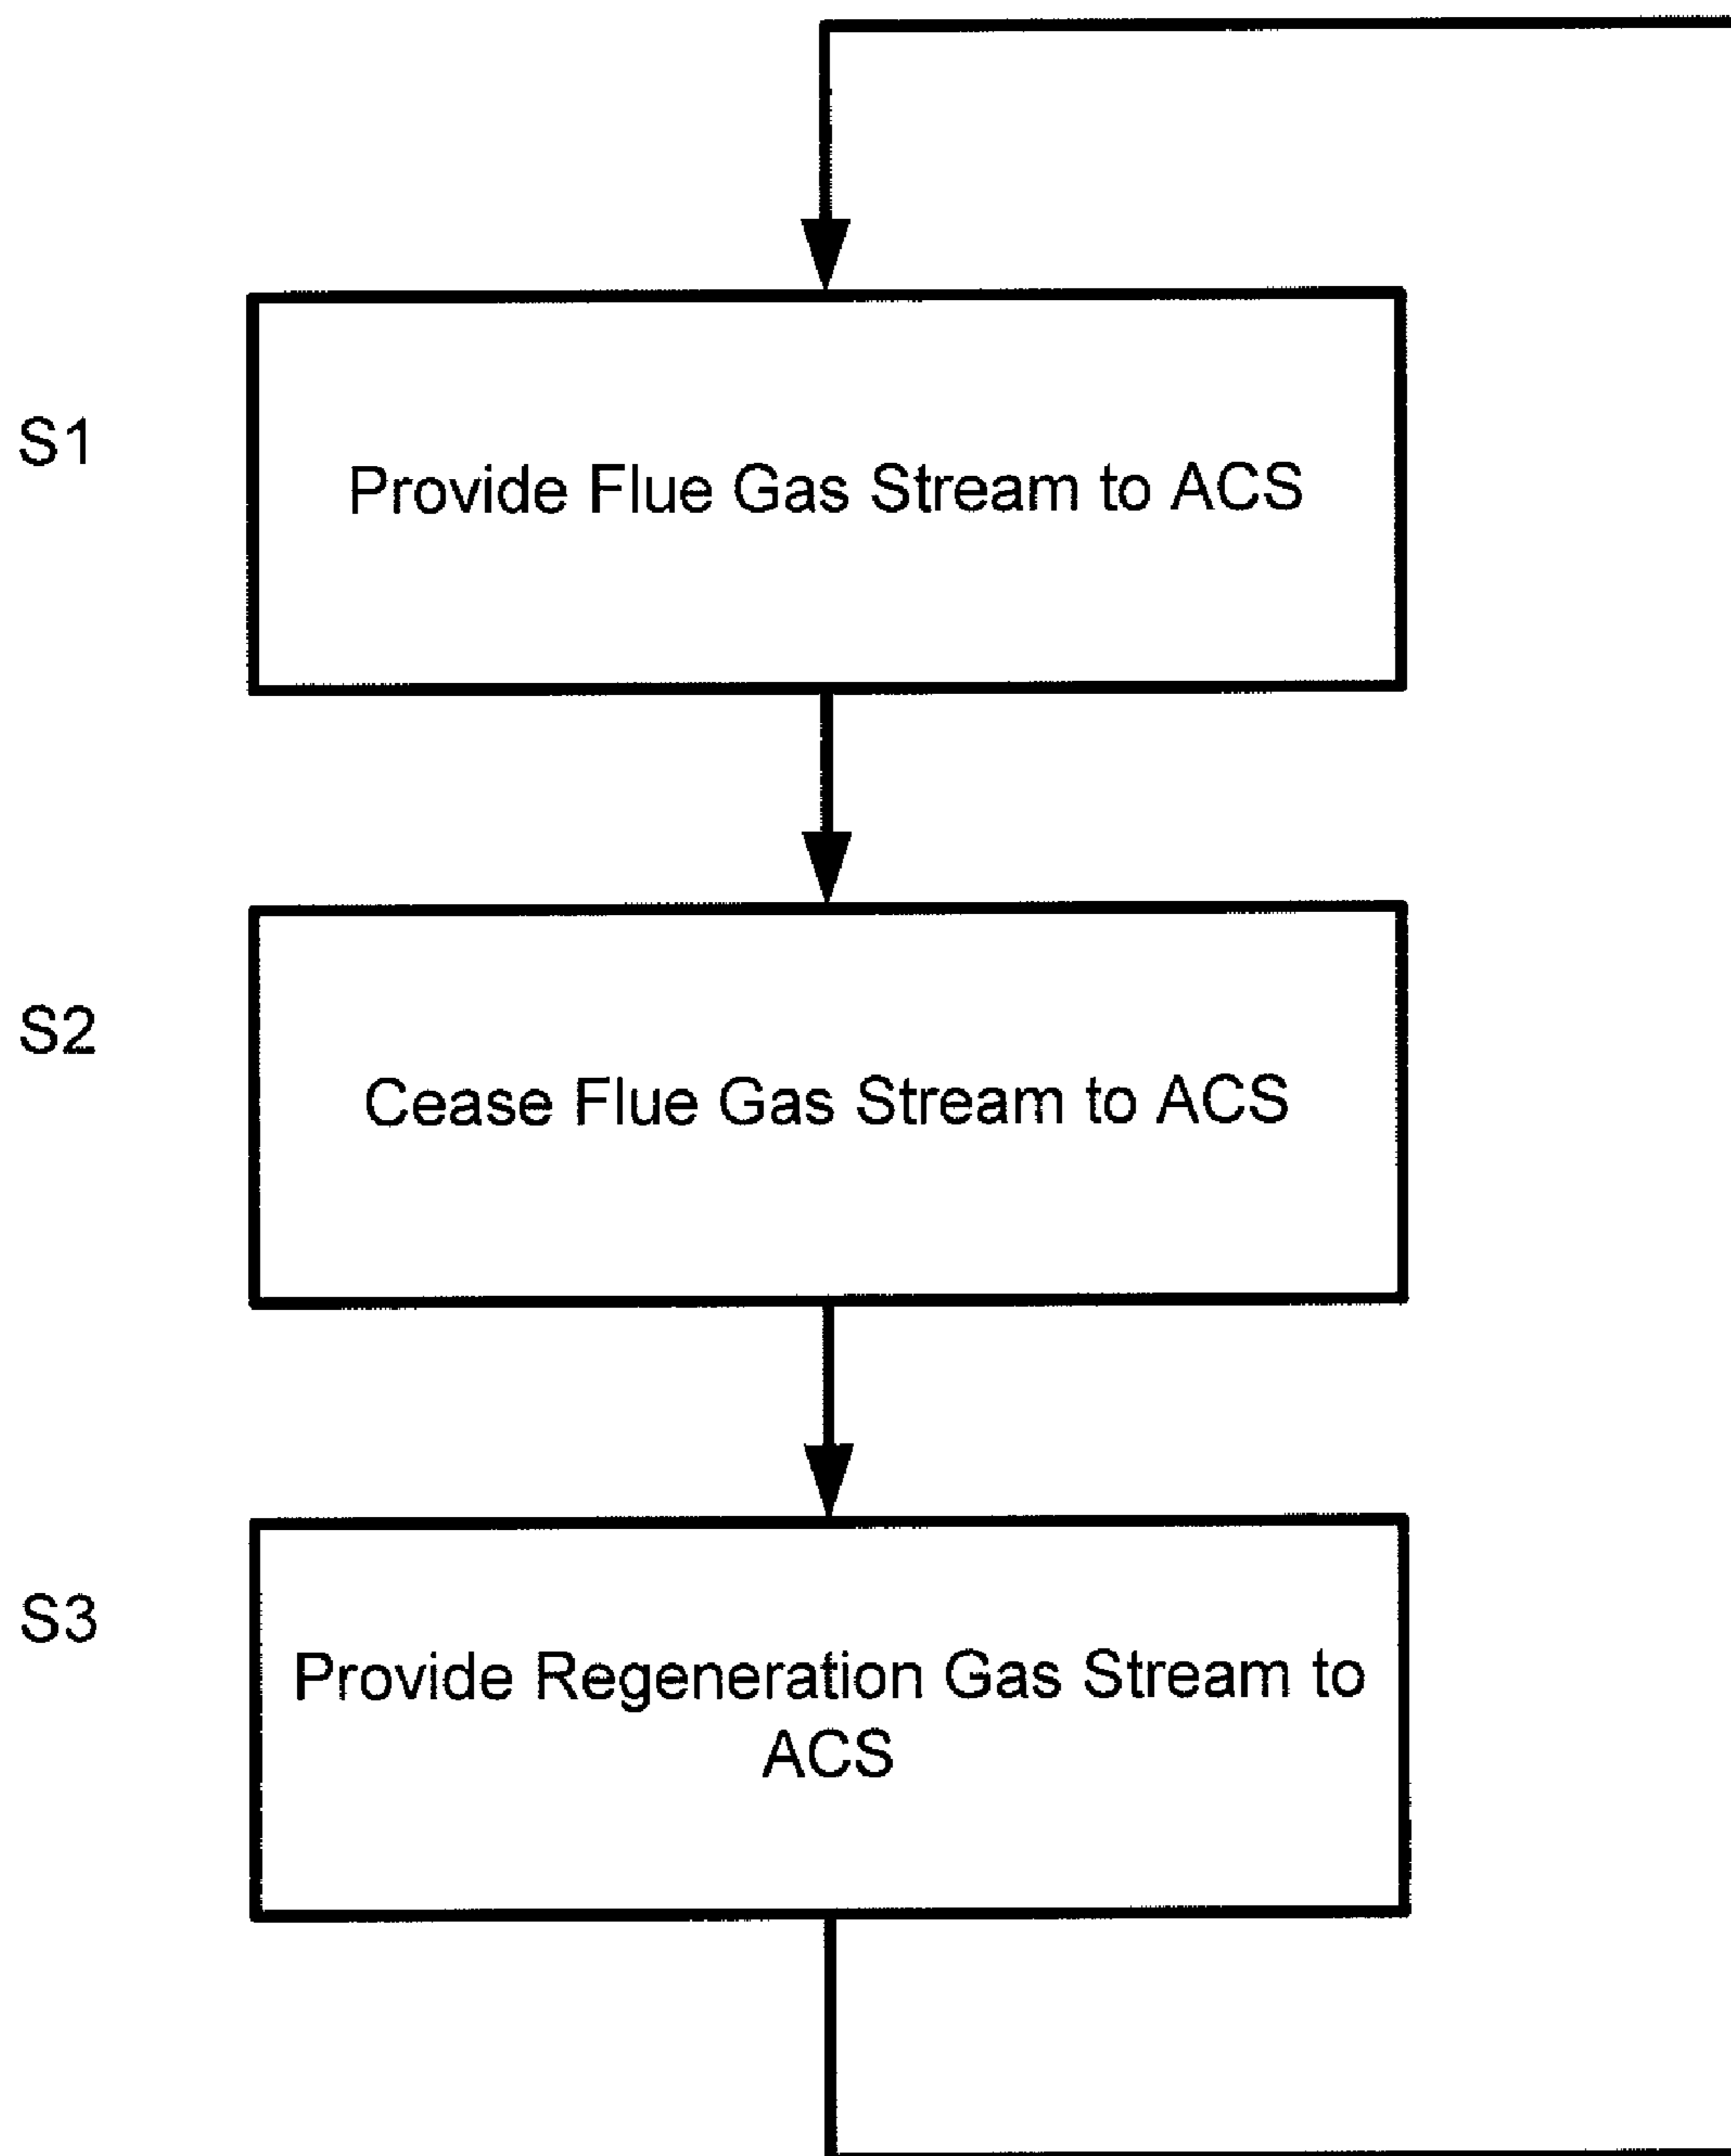 S1
Provide Flue Gas Stream to ACS
S2
Cease Flue Gas Stream to ACS
S3
Provide Regeneration Gas Stream to
ACS